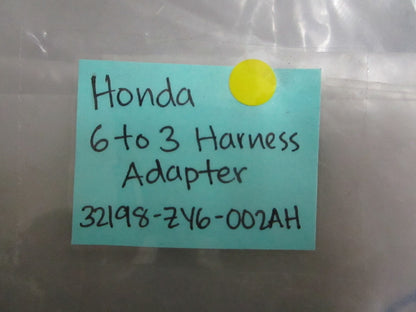 Honda
6 to 3 Harness
Adapter
32198-ZY6-002AH